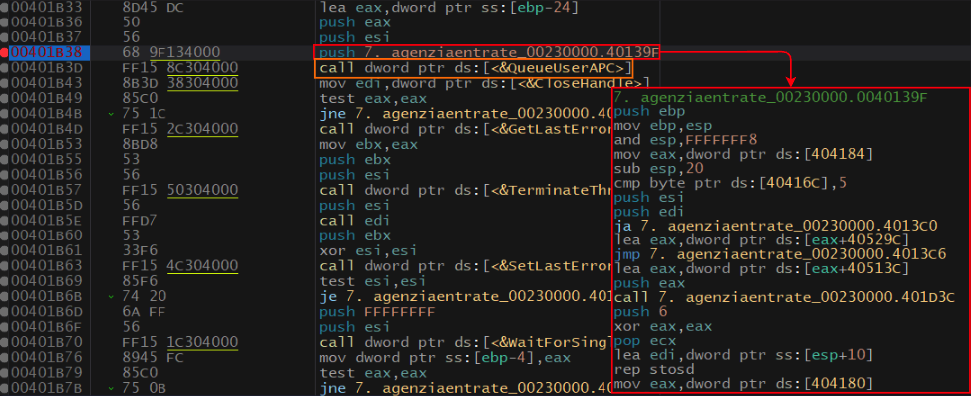 00401B33 8D45 DC lea eax,dword ptr ss:[ebp-24]
00401B36 50 push eax
00401B37 56 push esi
00401B38 68 9F134000 push 7. agenziaentrate_00230000.40139F
00401B3D FF15 8C304000 call dword ptr ds:[<&QueueUserAPC>]
00401B43 8B3D 38304000 mov edi,dword ptr ds:[<&CloseHandle>]
00401B49 85C0 test eax,eax
00401B4B 75 1C jne 7. agenziaentrate_00230000.40
00401B4D FF15 2C304000 call dword ptr ds:[<&GetLastError
00401B53 8BD8 mov ebx,eax
00401B55 53 push ebx
00401B56 56 push esi
00401B57 FF15 50304000 call dword ptr ds:[<&TerminateThr
00401B5D 56 push esi
00401B5E FFD7 call edi
00401B60 53 push ebx
00401B61 33F6 xor esi,esi
00401B63 FF15 4C304000 call dword ptr ds:[<&SetLastError
00401B69 85F6 test esi,esi
00401B6B 74 20 je 7. agenziaentrate_00230000.401
00401B6D 6A FF push FFFFFFFF
00401B6F 56 push esi
00401B70 FF15 1C304000 call dword ptr ds:[<&WaitForSing
00401B76 8945 FC mov dword ptr ss:[ebp-4],eax
00401B79 85C0 test eax,eax
00401B7B 75 0B jne 7. agenziaentrate_00230000.40
7. agenziaentrate_00230000.0040139F
push ebp
mov ebp,esp
and esp,FFFFFFF8
mov eax,dword ptr ds:[404184]
sub esp,20
cmp byte ptr ds:[40416C],5
push esi
push edi
ja 7. agenziaentrate_00230000.4013C0
lea eax,dword ptr ds:[eax+40529C]
jmp 7. agenziaentrate_00230000.4013C6
lea eax,dword ptr ds:[eax+40513C]
push eax
call 7. agenziaentrate_00230000.401D3C
push 6
xor eax,eax
pop ecx
lea edi,dword ptr ss:[esp+10]
rep stosd
mov eax,dword ptr ds:[404180]